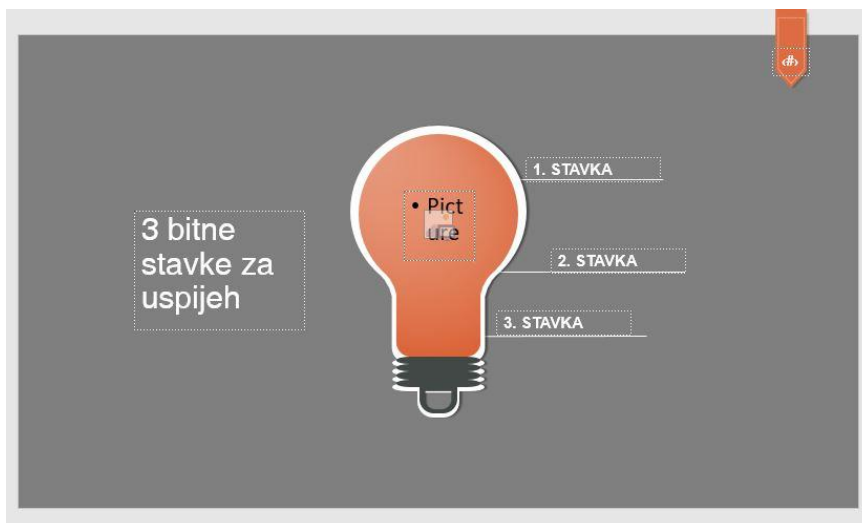 ‹#›
3 bitne
stavke za
uspijeh
• Pict
ure
1. STAVKA
2. STAVKA
3. STAVKA